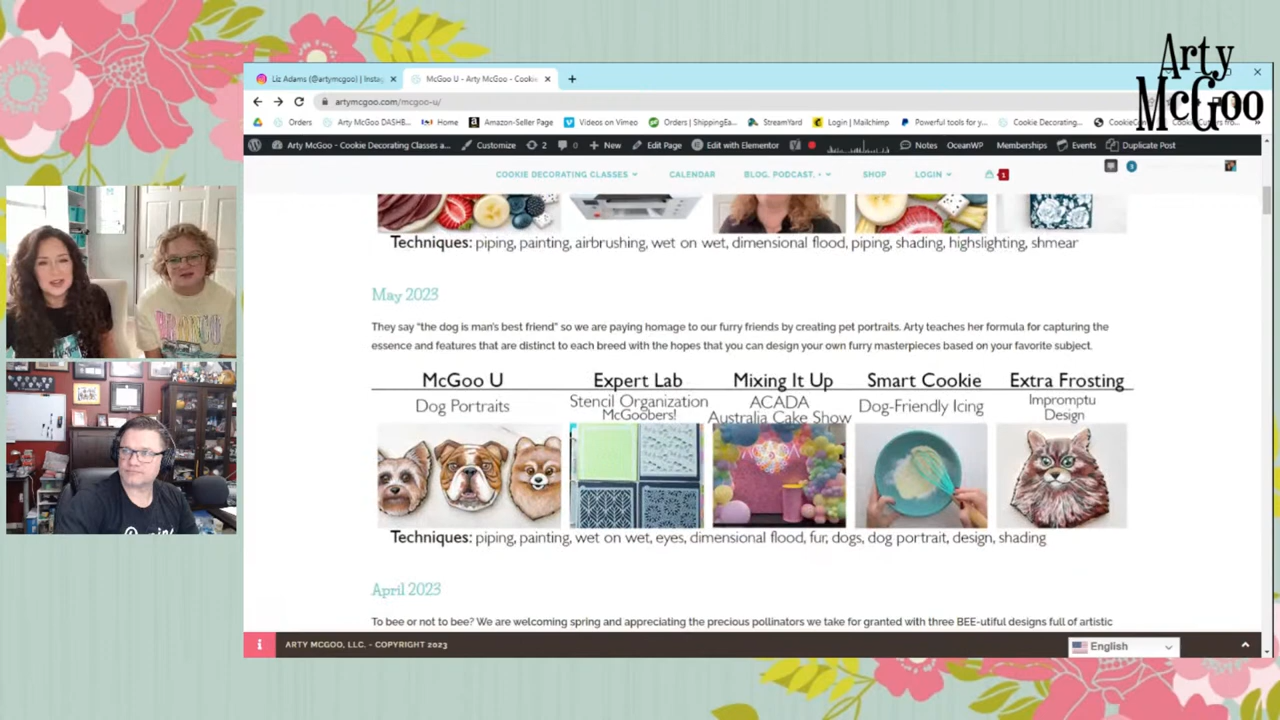 Arty
McGoo
Liz Adams (@artymcgoo) | Insta
McGoo U - Arty McGoo - Cookie
artymcgoo.com/mcgoo-u/
Orders
Arty McGoo DASHB...
Home
Amazon-Seller Page
Videos on Vimeo
Orders | ShippingEa...
StreamYard
Login | Mailchimp
Powerful tools for y...
Cookie Decorating...
Arty McGoo - Cookie Decorating Classes a...
Customize
2
0
New
Edit Page
Edit with Elementor
Notes
OceanWP
Memberships
Events
Duplicate Post
COOKIE DECORATING CLASSES
CALENDAR
BLOG, PODCAST, +
SHOP
LOGIN
1
3
Techniques: piping, painting, airbrushing, wet on wet, dimensional flood, piping, shading, highslighting, shmear
May 2023
They say "the dog is man's best friend" so we are paying homage to our furry friends by creating pet portraits. Arty teaches her formula for capturing the
essence and features that are distinct to each breed with the hopes that you can design your own furry masterpieces based on your favorite subject.
McGoo U
Expert Lab
Mixing It Up
Smart Cookie
Extra Frosting
Dog Portraits
Stencil Organization
McGoobers!
ACADA
Australia Cake Show
Dog-Friendly Icing
Impromptu
Design
Techniques: piping, painting, wet on wet, eyes, dimensional flood, fur, dogs, dog portrait, design, shading
April 2023
To bee or not to bee? We are welcoming spring and appreciating the precious pollinators we take for granted with three BEE-utiful designs full of artistic
ARTY MCGOO, LLC. - COPYRIGHT 2023
English